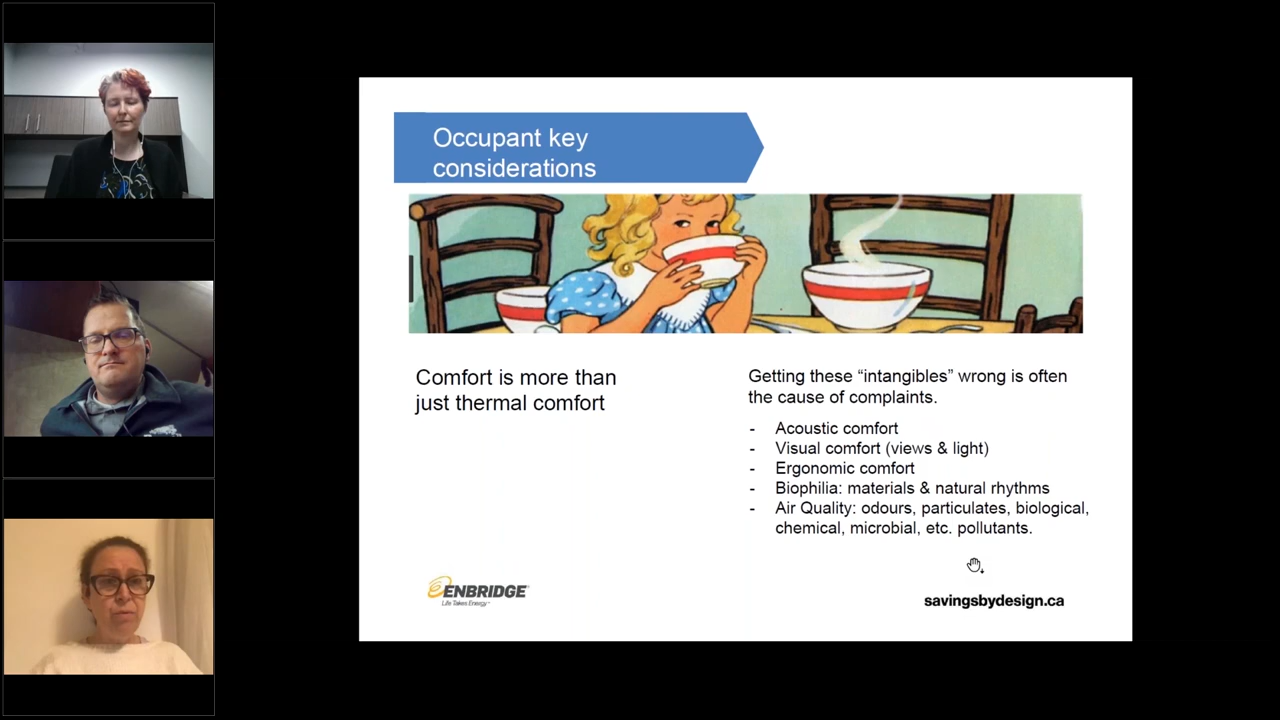 Occupant key
considerations
Comfort is more than
just thermal comfort
Getting these “intangibles” wrong is often
the cause of complaints.
- Acoustic comfort
- Visual comfort (views & light)
- Ergonomic comfort
- Biophilia: materials & natural rhythms
- Air Quality: odours, particulates, biological,
chemical, microbial, etc. pollutants.
ENBRIDGE
Life Takes Energy™
savingsbydesign.ca